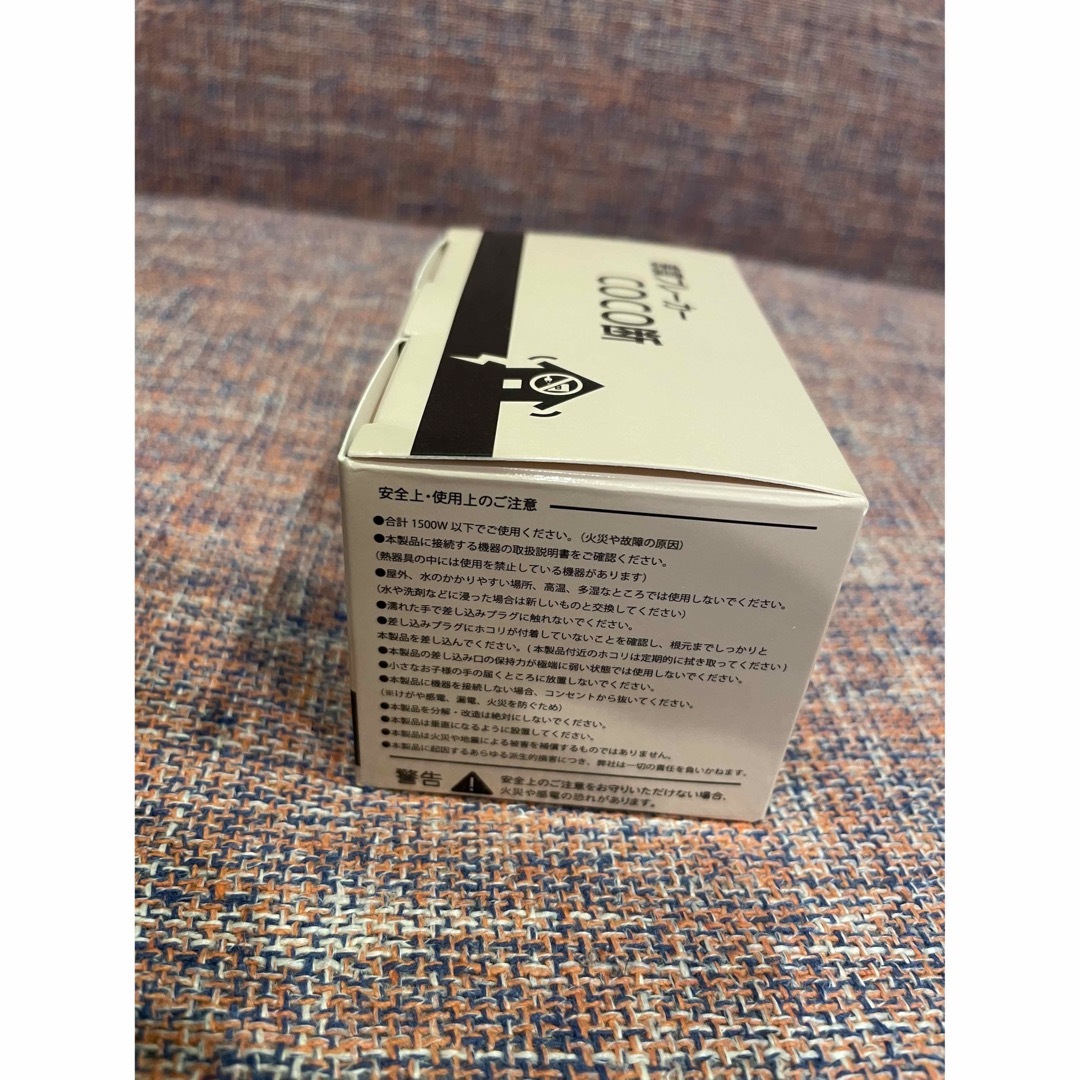 感震ブレーカー
COCO断
安全上・使用上のご注意
●合計1500W以下でご使用ください。(火災や故障の原因)
●本製品に接続する機器の取扱説明書をご確認ください。
(熱器具の中には使用を禁止している機器があります)
●屋外、水のかかりやすい場所、高温、多湿なところでは使用しないでください。
(水や洗剤などに浸った場合は新しいものと交換してください)
●濡れた手で差し込みプラグに触れないでください。
●差し込みプラグにホコリが付着していないことを確認し、根元までしっかりと
本製品を差し込んでください。(本製品付近のホコリは定期的に拭き取ってください)
●本製品の差し込み口の保持力が極端に弱い状態では使用しないでください。
●小さなお子様の手の届くところに放置しないでください。
●本製品に機器を接続しない場合、コンセントから抜いてください。
(※けがや感電、漏電、火災を防ぐため)
●本製品を分解・改造は絶対にしないでください。
●本製品は垂直になるように設置してください。
●本製品は火災や地震による被害を補償するものではありません。
●本製品に起因するあらゆる派生的損害につき、弊社は一切の責任を負いかねます。
警告
安全上のご注意をお守りいただけない場合、
火災や感電の恐れがあります。